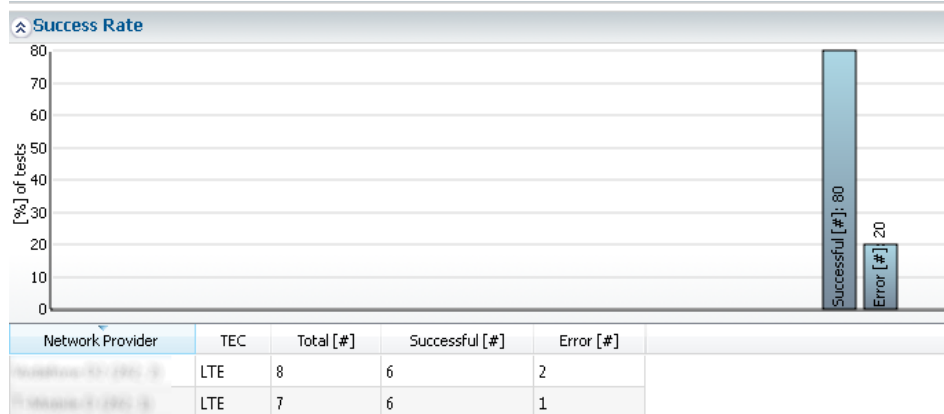 Success Rate
80
70
60
50
40
30
20
10
0
[%] of tests
Successful [#]: 80
Error [#]: 20
Network Provider TEC Total [#] Successful [#] Error [#]
LTE 8 6 2
LTE 7 6 1